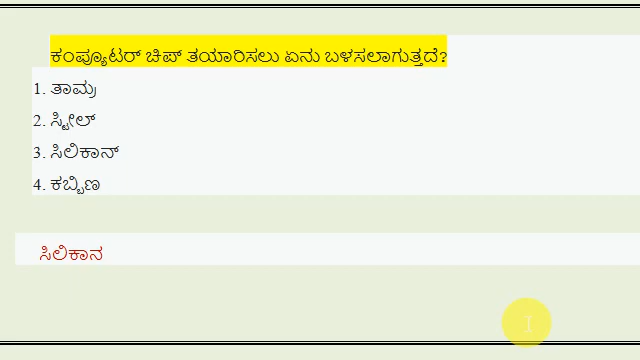 ಕಂಪ್ಯೂಟರ್ ಚಿಪ್ ತಯಾರಿಸಲು ಏನು ಬಳಸಲಾಗುತ್ತದೆ?
1. ತಾಮ್ರ
2. ಸ್ಟೀಲ್
3. ಸಿಲಿಕಾನ್
4. ಕಬ್ಬಿಣ
ಸಿಲಿಕಾನ